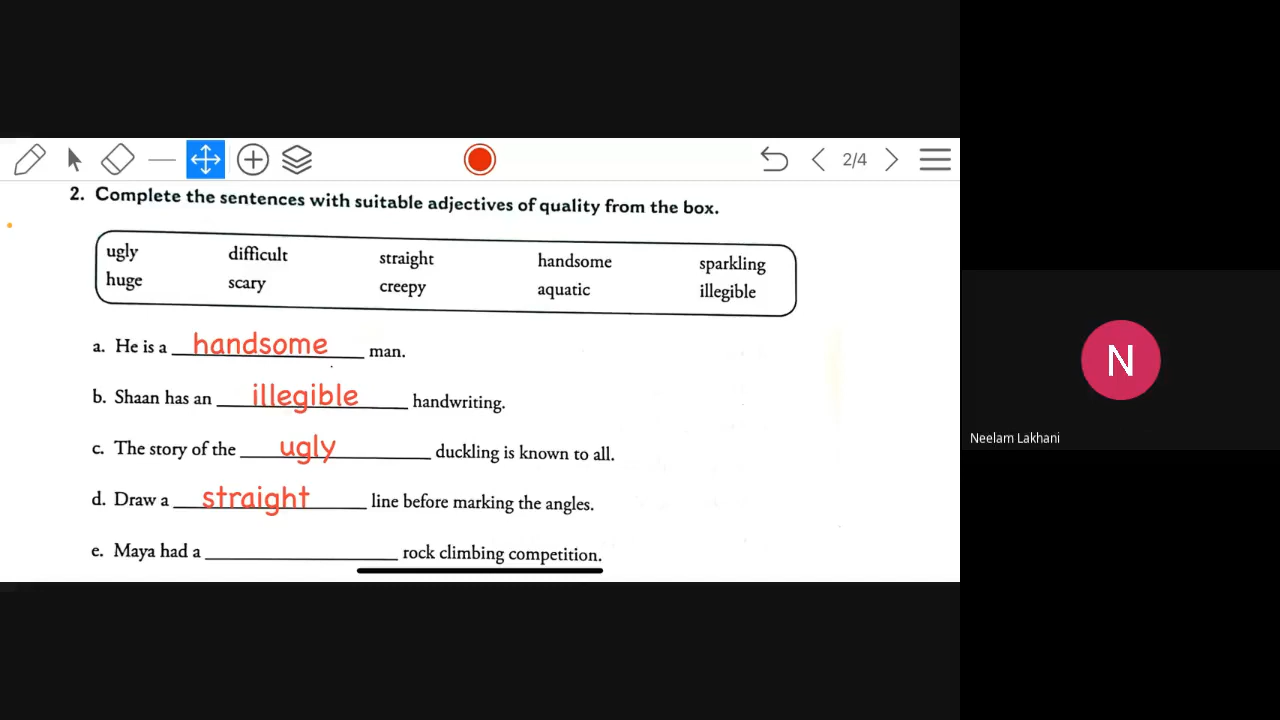 2/4
2. Complete the sentences with suitable adjectives of quality from the box.
ugly difficult straight handsome sparkling
huge scary creepy aquatic illegible
a. He is a handsome man.
b. Shaan has an illegible handwriting.
c. The story of the ugly duckling is known to all.
d. Draw a straight line before marking the angles.
e. Maya had a ____ rock climbing competition.
N
Neelam Lakhani